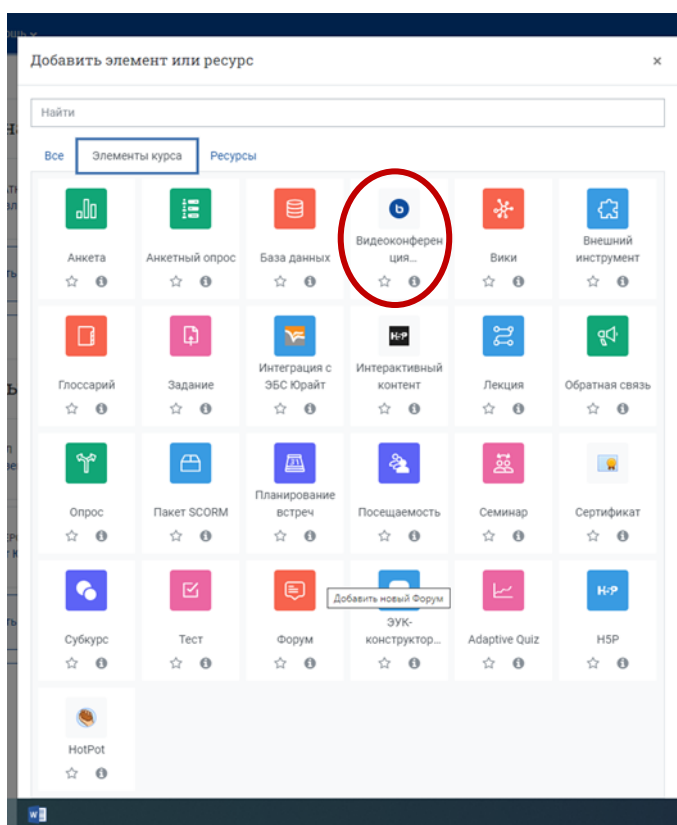 Добавить элемент или ресурс
×
Найти
Все Элементы курса Ресурсы
Анкета
Анкетный опрос
База данных
Видеоконферен
ция...
Вики
Внешний
инструмент
Глоссарий
Задание
Интеграция с
ЭБС Юрайт
H-P
Интерактивный
контент
Лекция
Обратная связь
Опрос
Пакет SCORM
Планирование
встреч
Посещаемость
Семинар
Сертификат
Субкурс
Тест
Форум
Добавить новый Форум
ЭУК-
конструктор...
Adaptive Quiz
H5P
H5P
HotPot